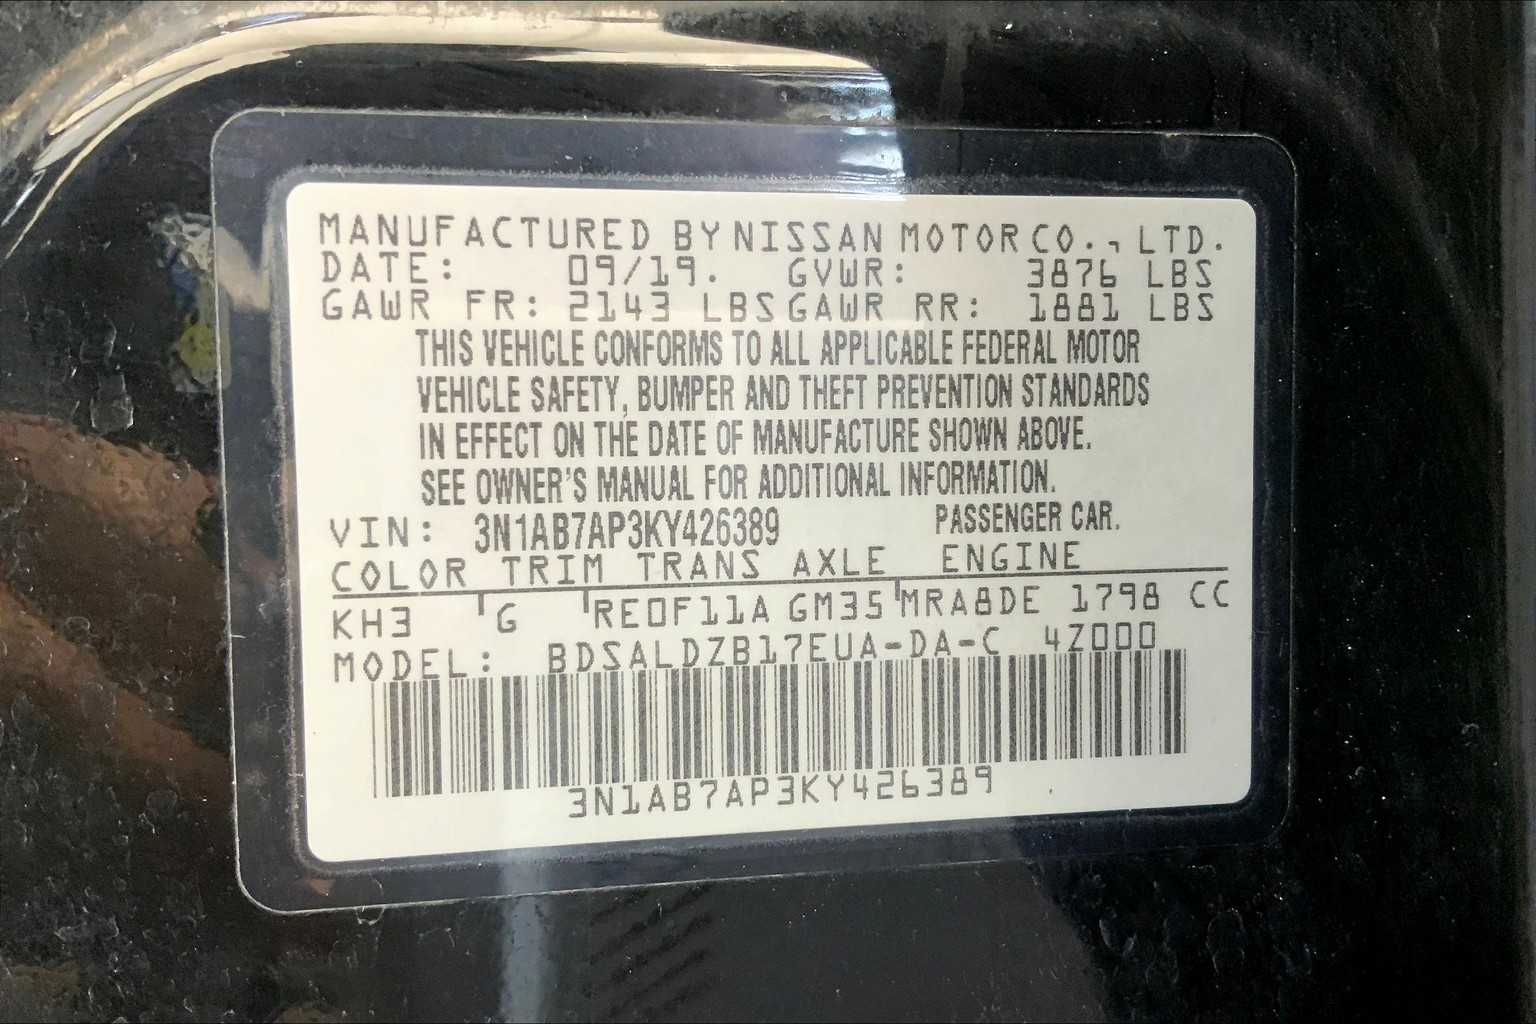 MANUFACTURED BY NISSAN MOTOR CO., LTD.
DATE: 09/19. GVWR: 3876 LBS
GAWR FR: 2143 LBS GAWR RR: 1881 LBS
THIS VEHICLE CONFORMS TO ALL APPLICABLE FEDERAL MOTOR
VEHICLE SAFETY, BUMPER AND THEFT PREVENTION STANDARDS
IN EFFECT ON THE DATE OF MANUFACTURE SHOWN ABOVE.
SEE OWNER'S MANUAL FOR ADDITIONAL INFORMATION.
VIN: 3N1AB7AP3KY426389 PASSENGER CAR.
COLOR TRIM TRANS AXLE ENGINE
KH3 G RE0F11A GM35 MRA8DE 1798 CC
MODEL: BDSALDZB17EUA-DA-C 4Z000
3N1AB7AP3KY426389